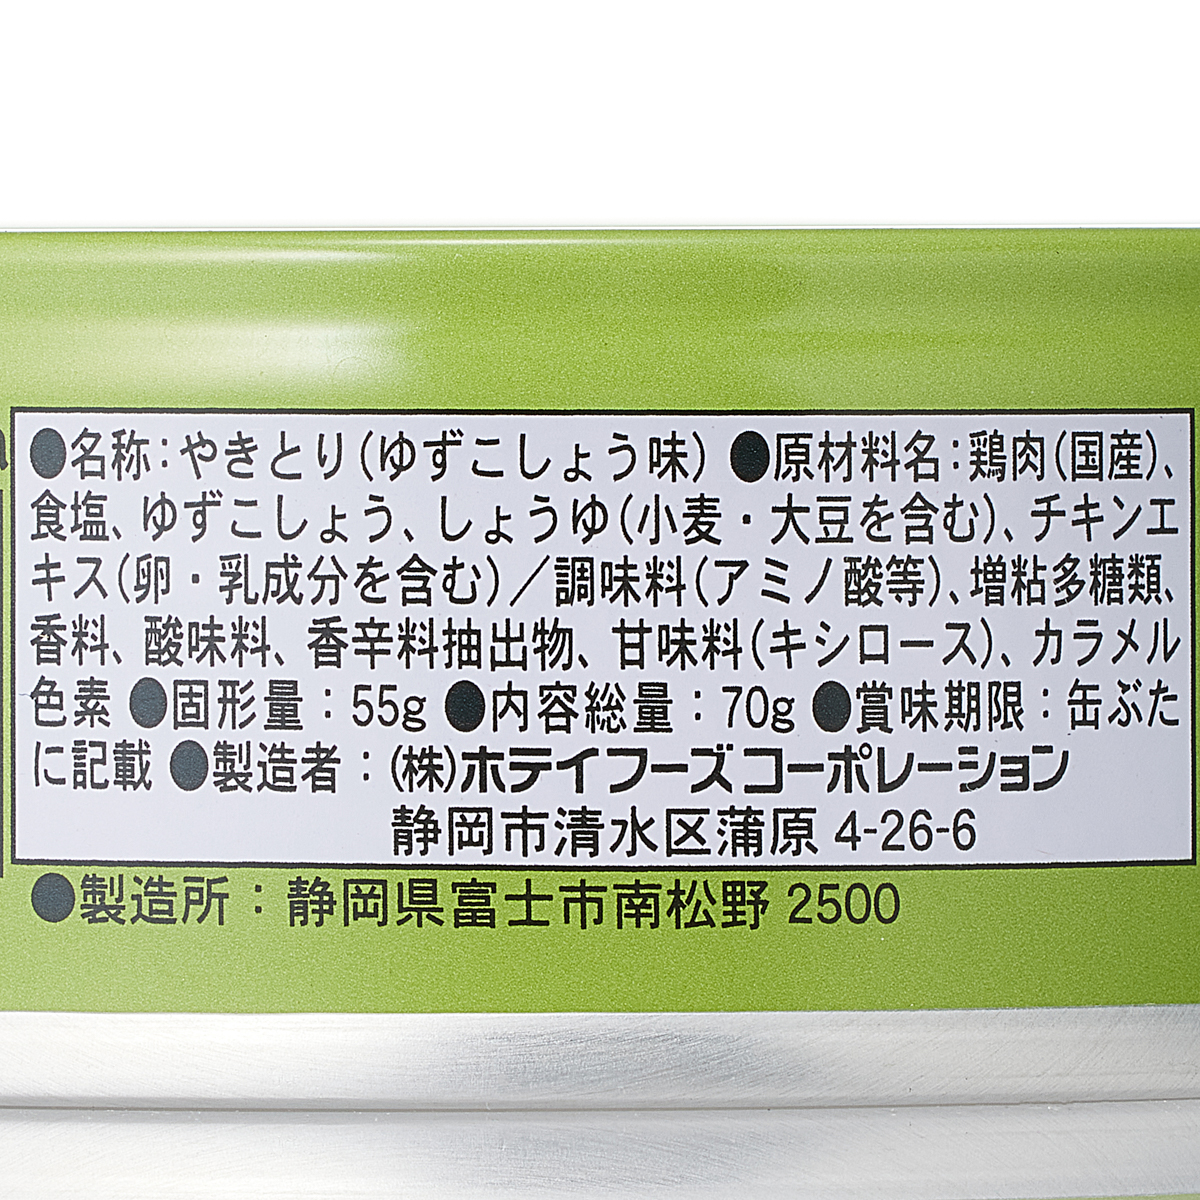 ●名称：やきとり（ゆずこしょう味）●原材料名：鶏肉（国産）、
食塩、ゆずこしょう、しょうゆ（小麦・大豆を含む）、チキンエ
キス（卵・乳成分を含む）／調味料（アミノ酸等）、増粘多糖類、
香料、酸味料、香辛料抽出物、甘味料（キシロース）、カラメル
色素 ●固形量：55g ●内容総量：70g ●賞味期限：缶ぶた
に記載 ●製造者：（株）ホテイフーズコーポレーション
静岡市清水区蒲原 4-26-6
●製造所：静岡県富士市南松野 2500